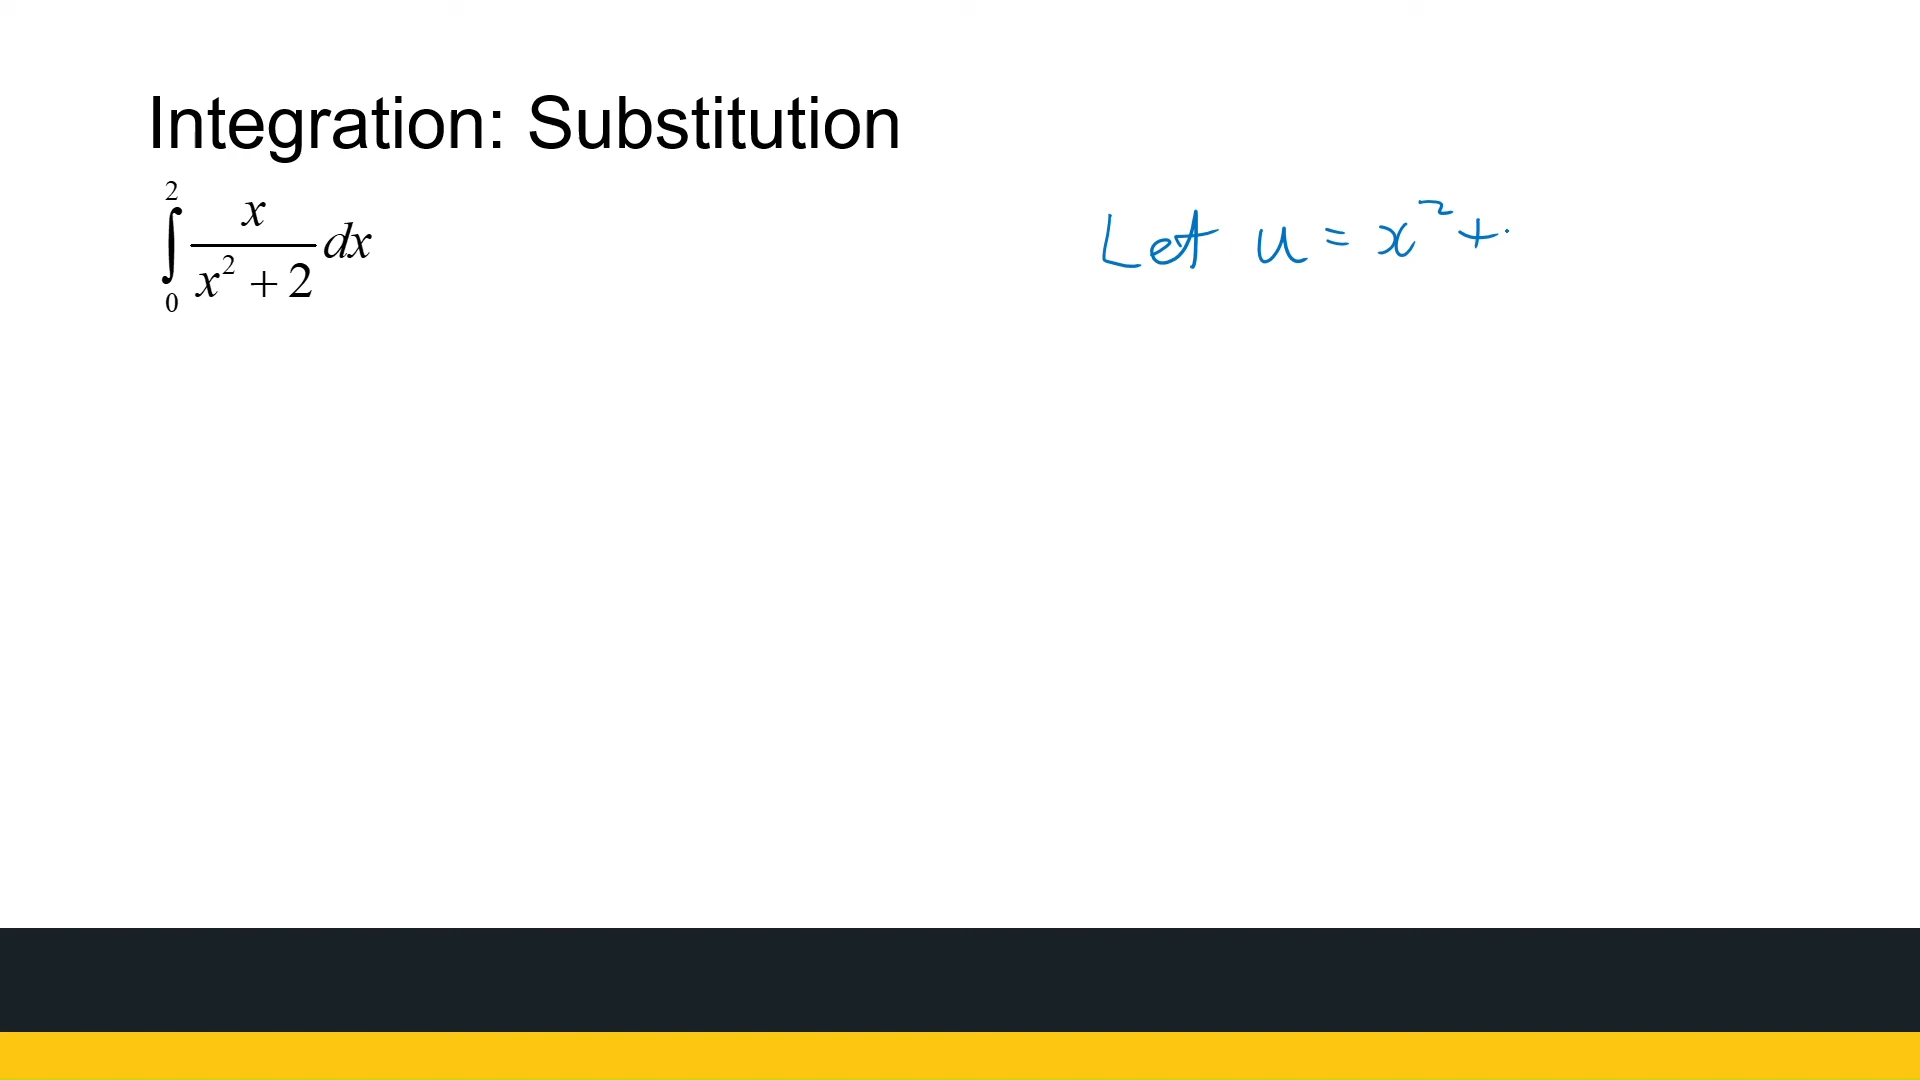 Integration: Substitution
∫₀² x/(x² + 2) dx
Let u = x² +